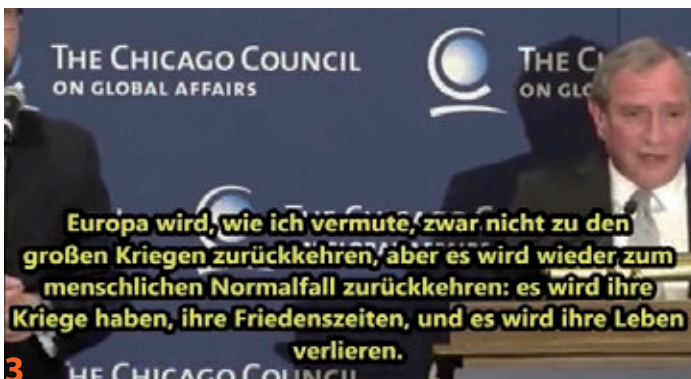 THE CHICAGO COUNCIL
ON GLOBAL AFFAIRS
THE C
ON GLO
Europa wird, wie ich vermute, zwar nicht zu den
großen Kriegen zurückkehren, aber es wird wieder zum
menschlichen Normalfall zurückkehren: es wird ihre
Kriege haben, ihre Friedenszeiten, und es wird ihre Leben
verlieren.
3
HE CHICAGO COUNCIL